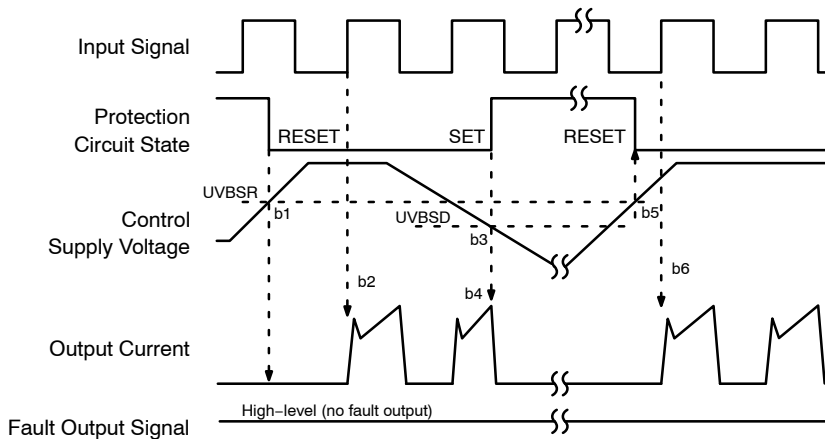 Input Signal
Protection
Circuit State
RESET
SET
RESET
UVBSR
b1
UVBSD
b3
b5
Control
Supply Voltage
b2
b4
b6
Output Current
High−level (no fault output)
Fault Output Signal